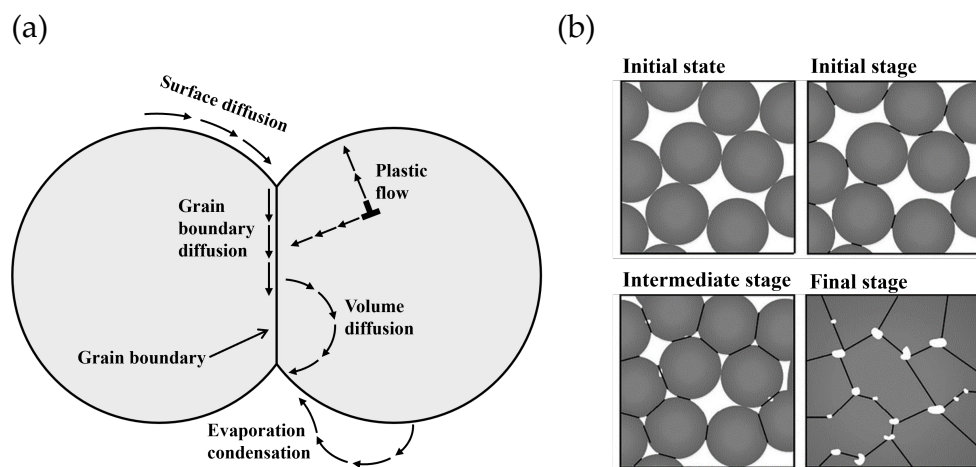 (a)
Surface diffusion
Plastic
flow
Grain
boundary
diffusion
Volume
diffusion
Grain boundary
Evaporation
condensation
(b)
Initial state
Initial stage
Intermediate stage
Final stage